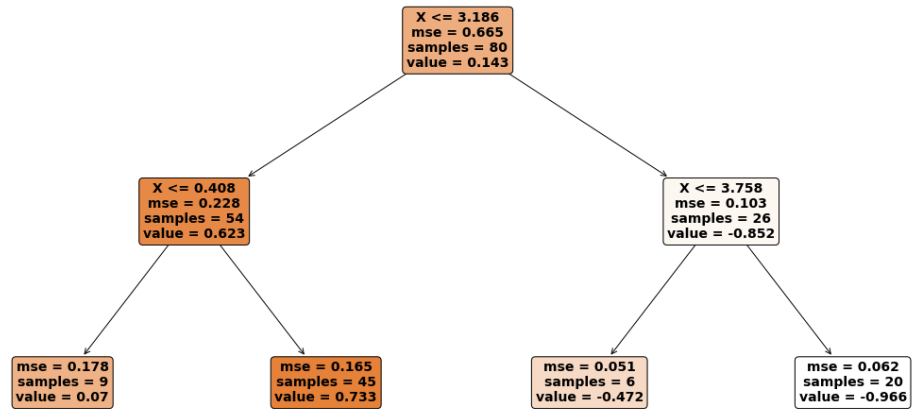 X <= 3.186
mse = 0.665
samples = 80
value = 0.143
X <= 0.408
mse = 0.228
samples = 54
value = 0.623
X <= 3.758
mse = 0.103
samples = 26
value = -0.852
mse = 0.178
samples = 9
value = 0.07
mse = 0.165
samples = 45
value = 0.733
mse = 0.051
samples = 6
value = -0.472
mse = 0.062
samples = 20
value = -0.966